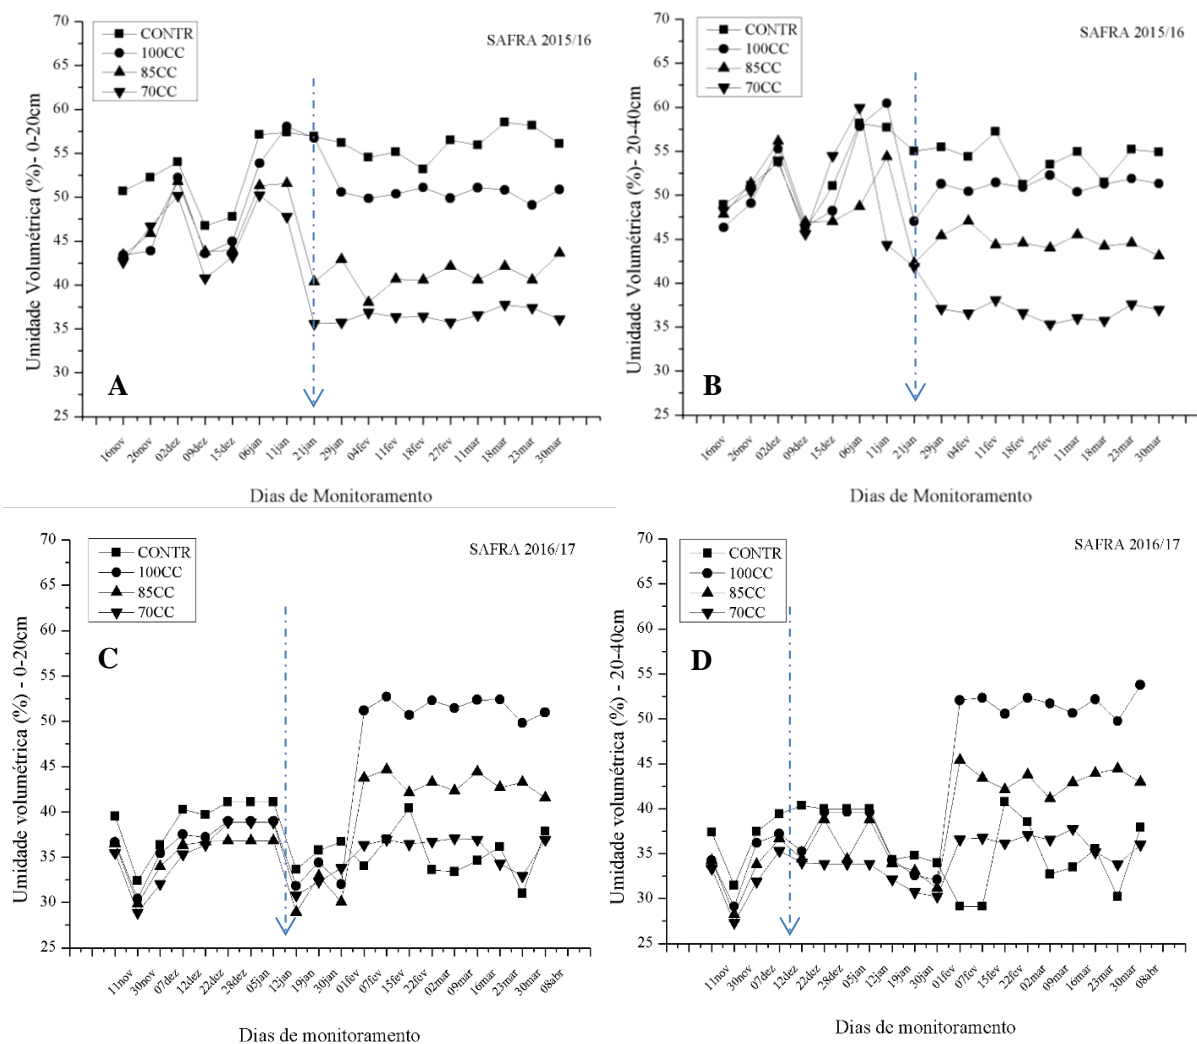 SAFRA 2015/16
CONTR
100CC
85CC
70CC
Umidade Volumétrica (%)- 0-20cm
70
65
60
55
50
45
40
35
30
25
A
16nov
26nov
02dez
09dez
15dez
06jan
11jan
21jan
29jan
04fev
11fev
18fev
27fev
11mar
18mar
23mar
30mar
Dias de Monitoramento
SAFRA 2015/16
CONTR
100CC
85CC
70CC
Umidade Volumétrica (%)- 20-40cm
70
65
60
55
50
45
40
35
30
25
B
16nov
26nov
02dez
09dez
15dez
06jan
11jan
21jan
29jan
04fev
11fev
18fev
27fev
11mar
18mar
23mar
30mar
Dias de Monitoramento
SAFRA 2016/17
CONTR
100CC
85CC
70CC
Umidade volumétrica (%) - 0-20cm
70
65
60
55
50
45
40
35
30
25
C
11nov
30nov
07dez
12dez
22dez
28dez
05jan
12jan
19jan
30jan
01fev
07fev
15fev
22fev
02mar
09mar
16mar
23mar
30mar
08abr
Dias de monitoramento
SAFRA 2016/17
CONTR
100CC
85CC
70CC
Umidade volumétrica (%) - 20-40cm
70
65
60
55
50
45
40
35
30
25
D
11nov
30nov
07dez
12dez
22dez
28dez
05jan
12jan
19jan
30jan
01fev
07fev
15fev
22fev
02mar
09mar
16mar
23mar
30mar
08abr
Dias de monitoramento